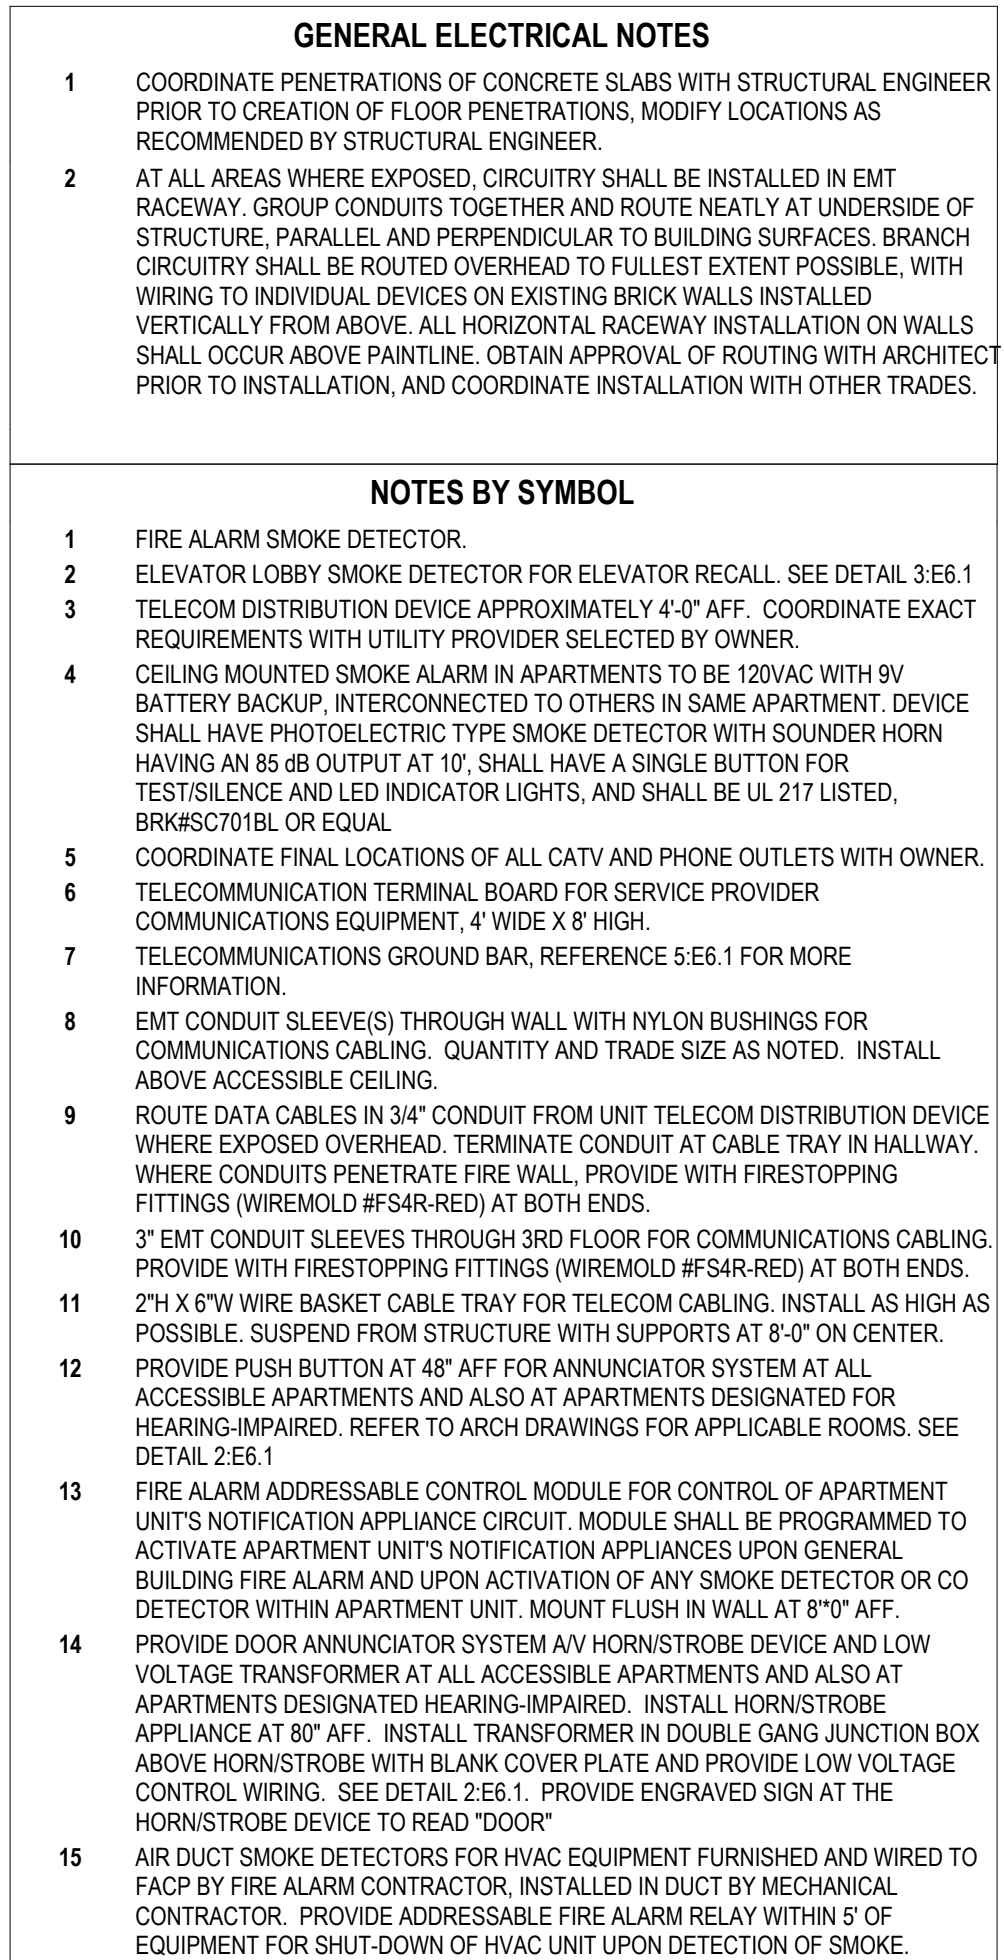 GENERAL ELECTRICAL NOTES
1 COORDINATE PENETRATIONS OF CONCRETE SLABS WITH STRUCTURAL ENGINEER
PRIOR TO CREATION OF FLOOR PENETRATIONS, MODIFY LOCATIONS AS
RECOMMENDED BY STRUCTURAL ENGINEER.
2 AT ALL AREAS WHERE EXPOSED, CIRCUITRY SHALL BE INSTALLED IN EMT
RACEWAY. GROUP CONDUITS TOGETHER AND ROUTE NEATLY AT UNDERSIDE OF
STRUCTURE, PARALLEL AND PERPENDICULAR TO BUILDING SURFACES. BRANCH
CIRCUITRY SHALL BE ROUTED OVERHEAD TO FULLEST EXTENT POSSIBLE, WITH
WIRING TO INDIVIDUAL DEVICES ON EXISTING BRICK WALLS INSTALLED
VERTICALLY FROM ABOVE. ALL HORIZONTAL RACEWAY INSTALLATION ON WALLS
SHALL OCCUR ABOVE PAINTLINE. OBTAIN APPROVAL OF ROUTING WITH ARCHITECT
PRIOR TO INSTALLATION, AND COORDINATE INSTALLATION WITH OTHER TRADES.
NOTES BY SYMBOL
1 FIRE ALARM SMOKE DETECTOR.
2 ELEVATOR LOBBY SMOKE DETECTOR FOR ELEVATOR RECALL. SEE DETAIL 3:E6.1
3 TELECOM DISTRIBUTION DEVICE APPROXIMATELY 4'-0" AFF. COORDINATE EXACT
REQUIREMENTS WITH UTILITY PROVIDER SELECTED BY OWNER.
4 CEILING MOUNTED SMOKE ALARM IN APARTMENTS TO BE 120VAC WITH 9V
BATTERY BACKUP, INTERCONNECTED TO OTHERS IN SAME APARTMENT. DEVICE
SHALL HAVE PHOTOELECTRIC TYPE SMOKE DETECTOR WITH SOUNDER HORN
HAVING AN 85 dB OUTPUT AT 10', SHALL HAVE A SINGLE BUTTON FOR
TEST/SILENCE AND LED INDICATOR LIGHTS, AND SHALL BE UL 217 LISTED,
BRK#SC701BL OR EQUAL
5 COORDINATE FINAL LOCATIONS OF ALL CATV AND PHONE OUTLETS WITH OWNER.
6 TELECOMMUNICATION TERMINAL BOARD FOR SERVICE PROVIDER
COMMUNICATIONS EQUIPMENT, 4' WIDE X 8' HIGH.
7 TELECOMMUNICATIONS GROUND BAR, REFERENCE 5:E6.1 FOR MORE
INFORMATION.
8 EMT CONDUIT SLEEVE(S) THROUGH WALL WITH NYLON BUSHINGS FOR
COMMUNICATIONS CABLING. QUANTITY AND TRADE SIZE AS NOTED. INSTALL
ABOVE ACCESSIBLE CEILING.
9 ROUTE DATA CABLES IN 3/4" CONDUIT FROM UNIT TELECOM DISTRIBUTION DEVICE
WHERE EXPOSED OVERHEAD. TERMINATE CONDUIT AT CABLE TRAY IN HALLWAY.
WHERE CONDUITS PENETRATE FIRE WALL, PROVIDE WITH FIRESTOPPING
FITTINGS (WIREMOLD #FS4R-RED) AT BOTH ENDS.
10 3" EMT CONDUIT SLEEVES THROUGH 3RD FLOOR FOR COMMUNICATIONS CABLING.
PROVIDE WITH FIRESTOPPING FITTINGS (WIREMOLD #FS4R-RED) AT BOTH ENDS.
11 2"H X 6"W WIRE BASKET CABLE TRAY FOR TELECOM CABLING. INSTALL AS HIGH AS
POSSIBLE. SUSPEND FROM STRUCTURE WITH SUPPORTS AT 8'-0" ON CENTER.
12 PROVIDE PUSH BUTTON AT 48" AFF FOR ANNUNCIATOR SYSTEM AT ALL
ACCESSIBLE APARTMENTS AND ALSO AT APARTMENTS DESIGNATED FOR
HEARING-IMPAIRED. REFER TO ARCH DRAWINGS FOR APPLICABLE ROOMS. SEE
DETAIL 2:E6.1
13 FIRE ALARM ADDRESSABLE CONTROL MODULE FOR CONTROL OF APARTMENT
UNIT'S NOTIFICATION APPLIANCE CIRCUIT. MODULE SHALL BE PROGRAMMED TO
ACTIVATE APARTMENT UNIT'S NOTIFICATION APPLIANCES UPON GENERAL
BUILDING FIRE ALARM AND UPON ACTIVATION OF ANY SMOKE DETECTOR OR CO
DETECTOR WITHIN APARTMENT UNIT. MOUNT FLUSH IN WALL AT 8'*0" AFF.
14 PROVIDE DOOR ANNUNCIATOR SYSTEM A/V HORN/STROBE DEVICE AND LOW
VOLTAGE TRANSFORMER AT ALL ACCESSIBLE APARTMENTS AND ALSO AT
APARTMENTS DESIGNATED HEARING-IMPAIRED. INSTALL HORN/STROBE
APPLIANCE AT 80" AFF. INSTALL TRANSFORMER IN DOUBLE GANG JUNCTION BOX
ABOVE HORN/STROBE WITH BLANK COVER PLATE AND PROVIDE LOW VOLTAGE
CONTROL WIRING. SEE DETAIL 2:E6.1. PROVIDE ENGRAVED SIGN AT THE
HORN/STROBE DEVICE TO READ "DOOR"
15 AIR DUCT SMOKE DETECTORS FOR HVAC EQUIPMENT FURNISHED AND WIRED TO
FACP BY FIRE ALARM CONTRACTOR, INSTALLED IN DUCT BY MECHANICAL
CONTRACTOR. PROVIDE ADDRESSABLE FIRE ALARM RELAY WITHIN 5' OF
EQUIPMENT FOR SHUT-DOWN OF HVAC UNIT UPON DETECTION OF SMOKE.